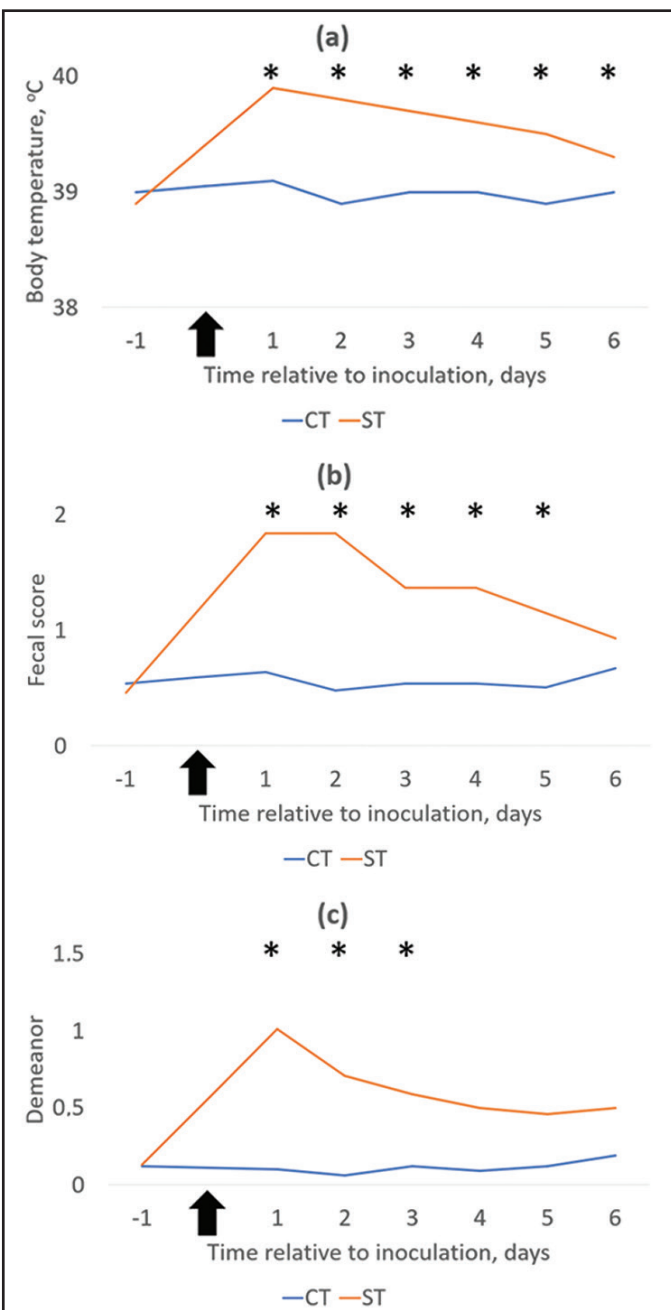 (a)
* * * * * *
40
39
38
Body temperature, ºC
-1 1 2 3 4 5 6
Time relative to inoculation, days
CT ST
(b)
* * * * *
2
1
0
Fecal score
-1 1 2 3 4 5 6
Time relative to inoculation, days
CT ST
(c)
* * *
1.5
1
0.5
0
Demeanor
-1 1 2 3 4 5 6
Time relative to inoculation, days
CT ST